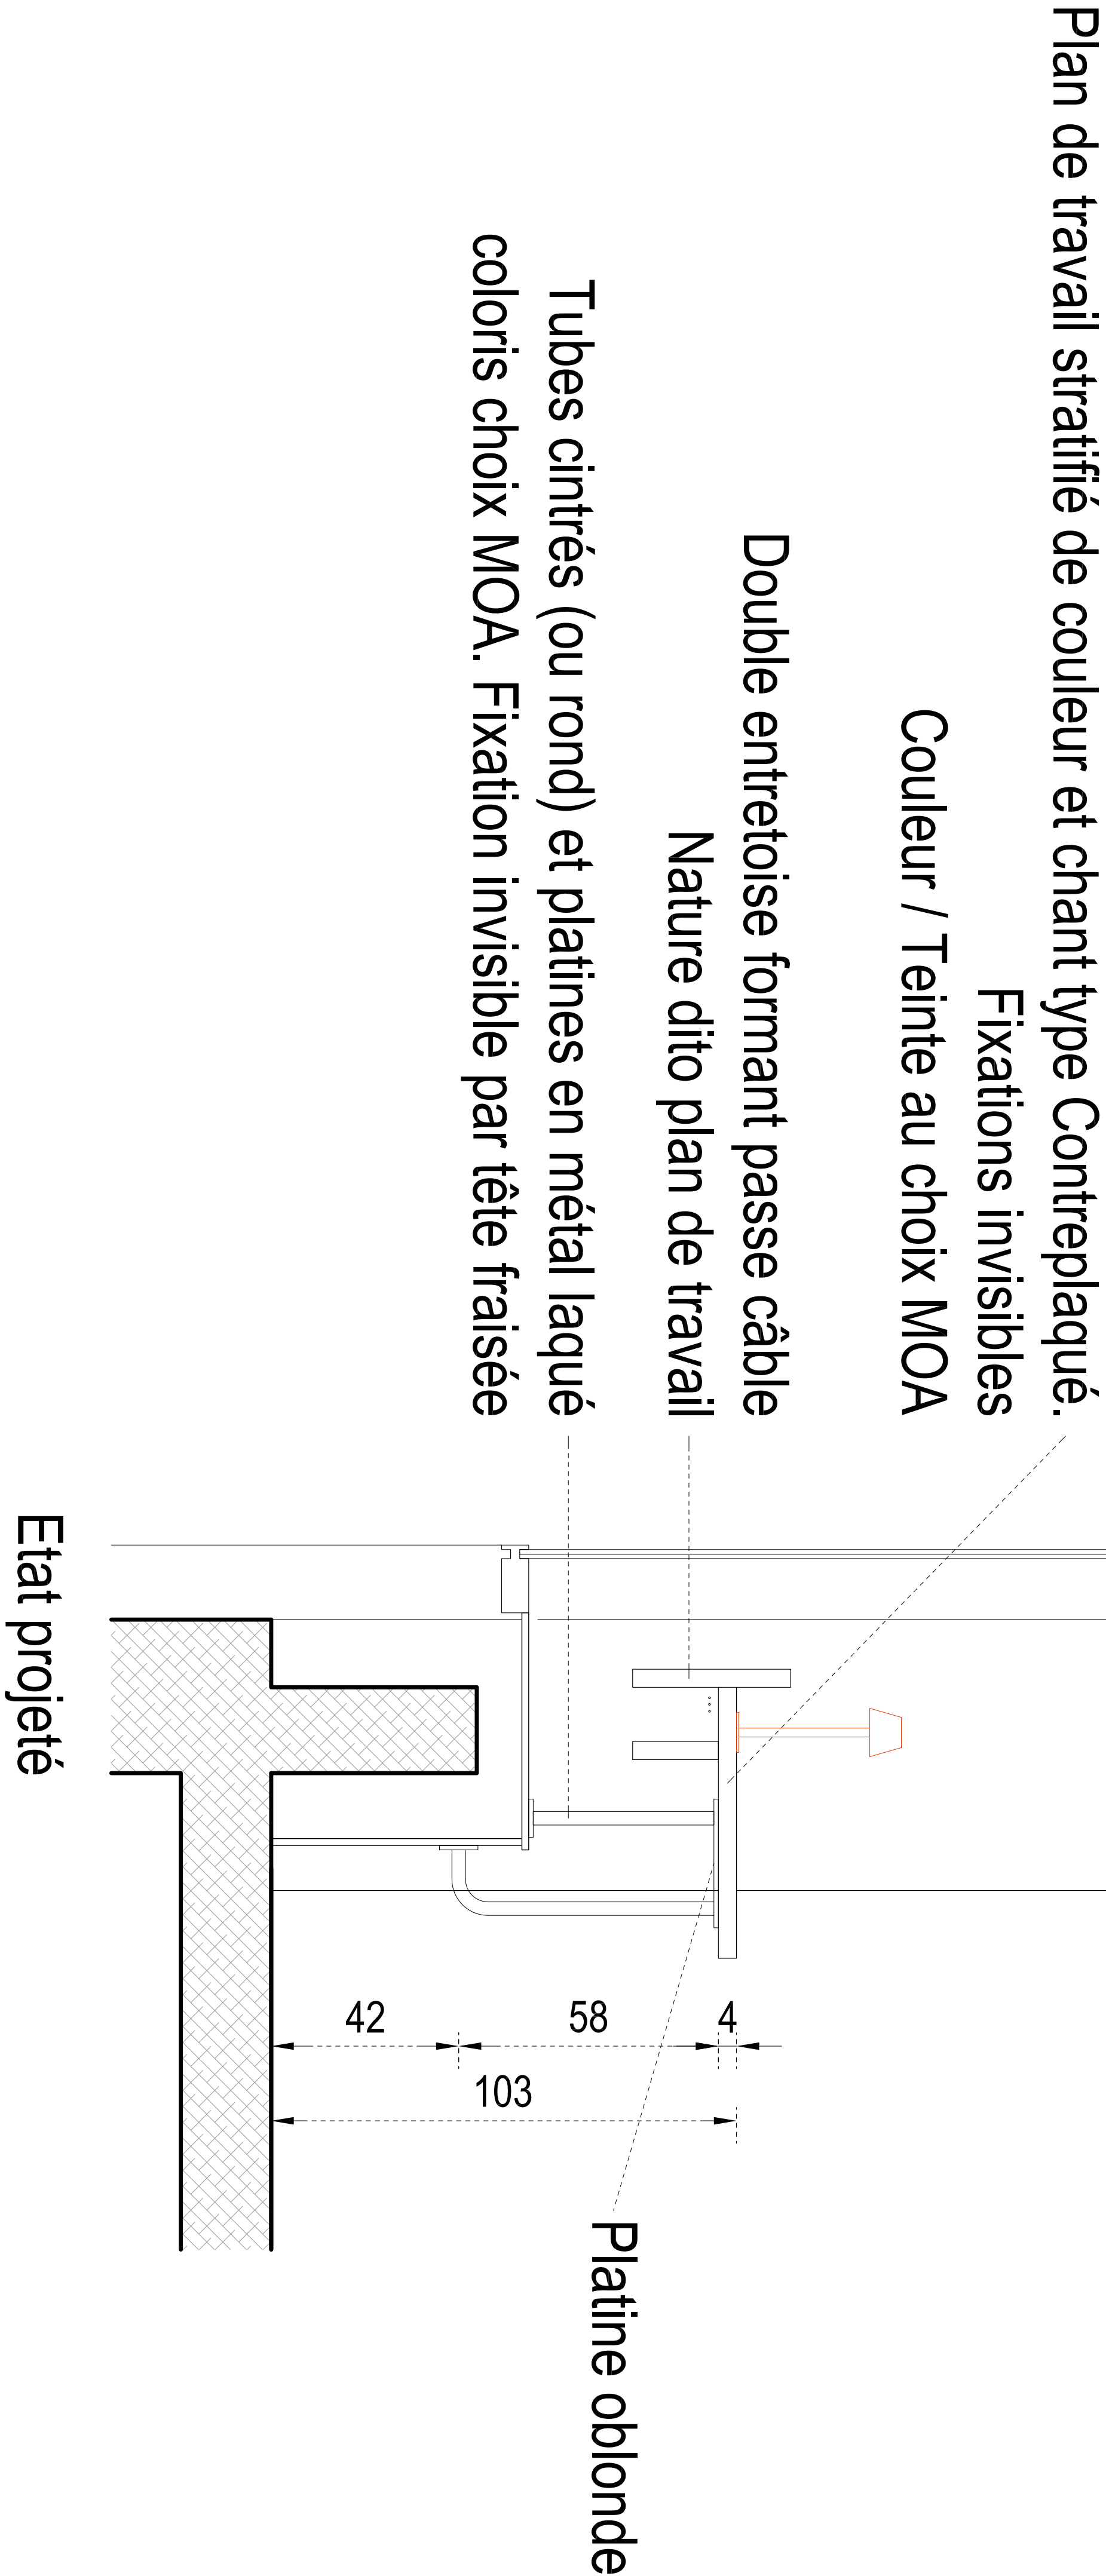 Plan de travail stratifié de couleur et chant type Contreplaqué.
Fixations invisibles
Couleur / Teinte au choix MOA
Double entretoise formant passe câble
Nature dito plan de travail
Tubes cintrés (ou rond) et platines en métal laqué
coloris choix MOA. Fixation invisible par tête fraisée
4
58
42
103
Platine oblonde
Etat projeté